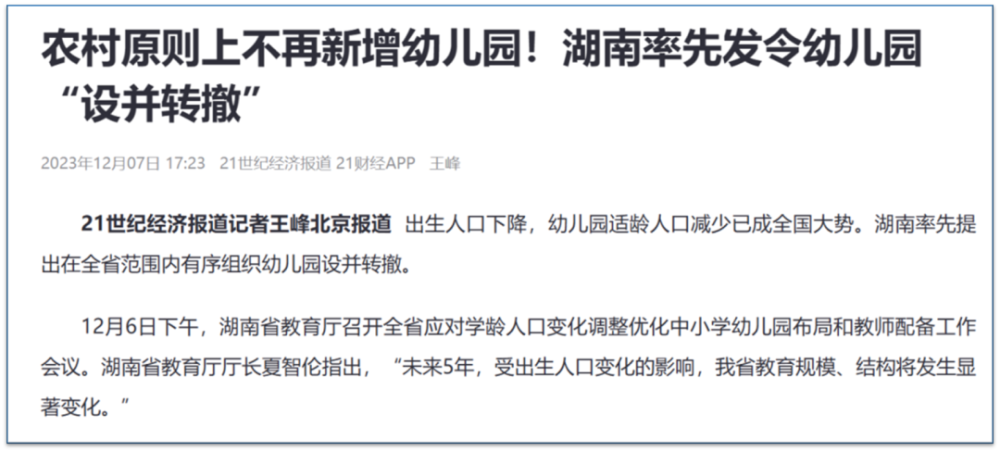 农村原则上不再新增幼儿园！湖南率先发令幼儿园
“设并转撤”
2023年12月07日 17:23 21世纪经济报道 21财经APP 王峰
21世纪经济报道记者王峰北京报道 出生人口下降，幼儿园适龄人口减少已成全国大势。湖南率先提
出在全省范围内有序组织幼儿园设并转撤。
12月6日下午，湖南省教育厅召开全省应对学龄人口变化调整优化中小学幼儿园布局和教师配备工作
会议。湖南省教育厅厅长夏智伦指出，“未来5年，受出生人口变化的影响，我省教育规模、结构将发生显
著变化。”